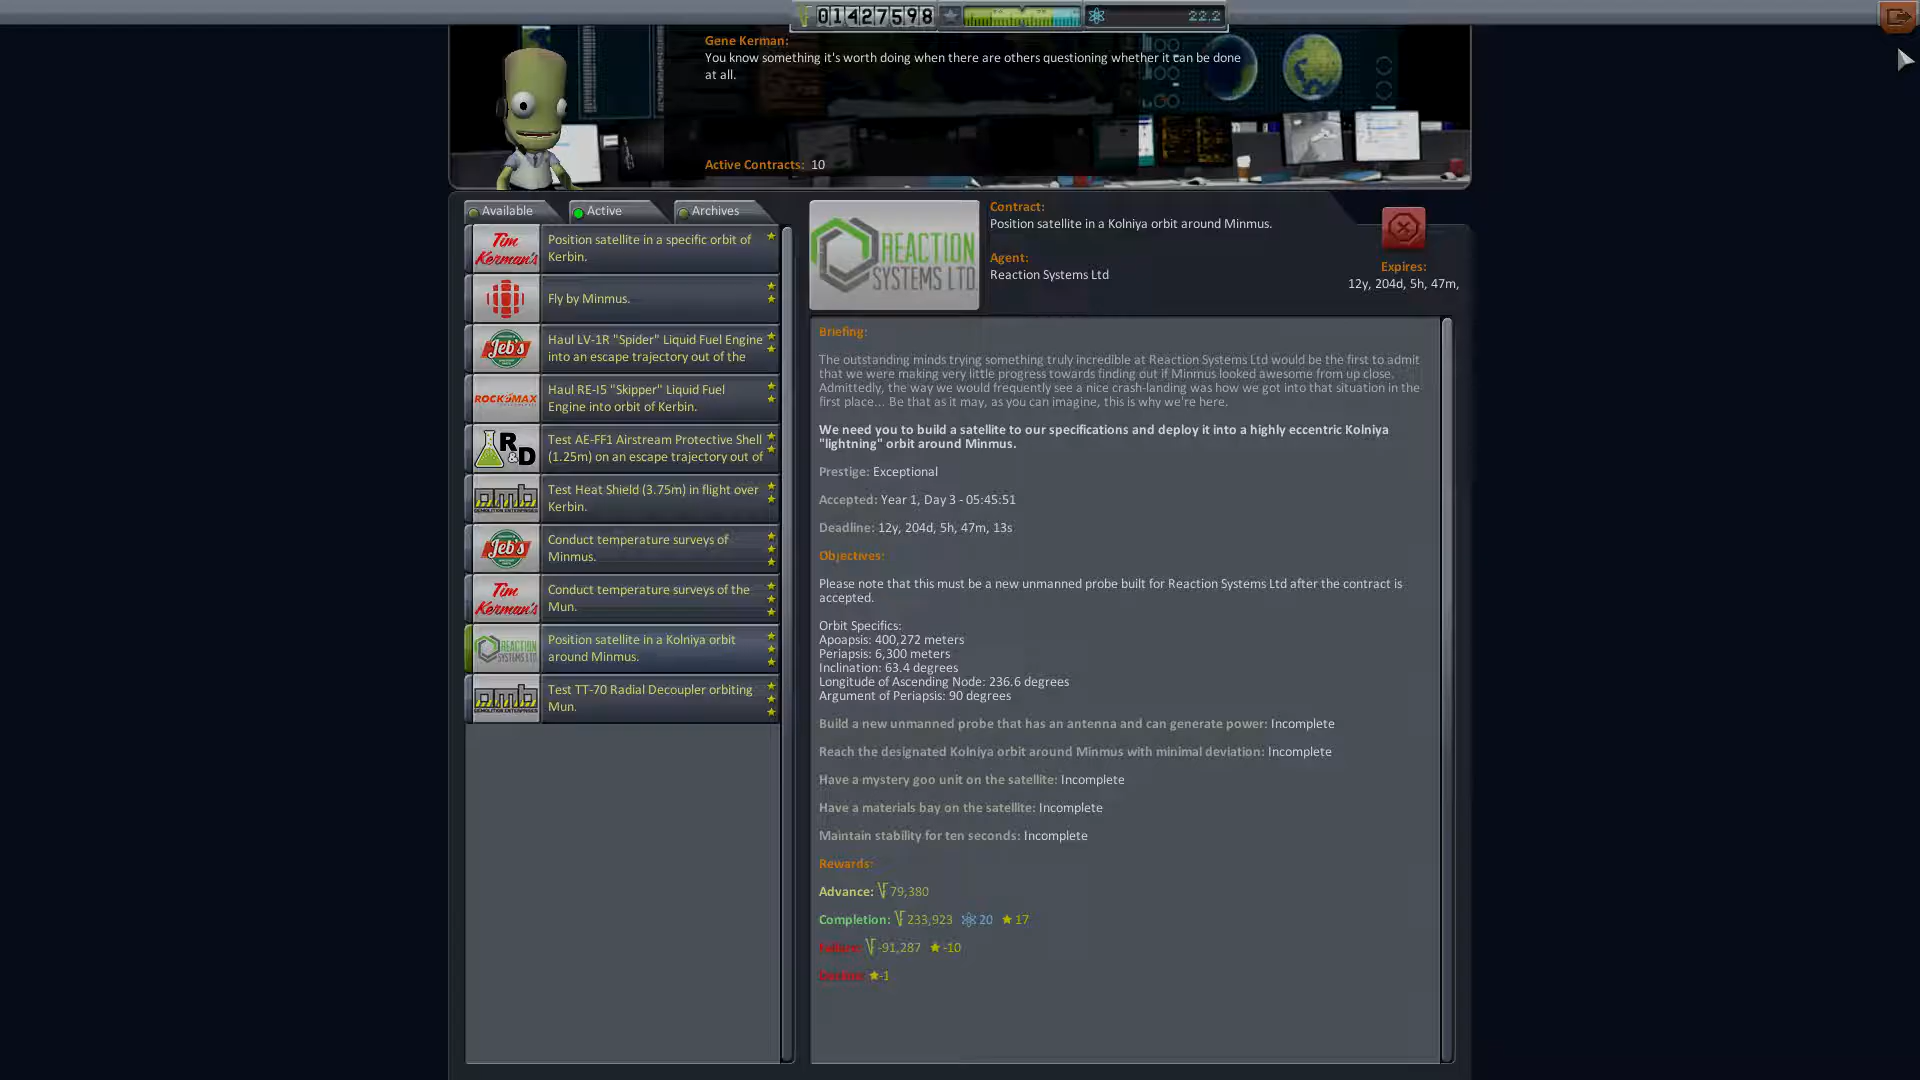 01427598
22.2
Gene Kerman:
You know something it's worth doing when there are others questioning whether it can be done
at all.
Active Contracts: 10
Available
Active
Archives
Tim Kerman's
Position satellite in a specific orbit of
Kerbin.
Fly by Minmus.
Jeb's
Haul LV-1R "Spider" Liquid Fuel Engine
into an escape trajectory out of the
ROCKOMAX
Haul RE-I5 "Skipper" Liquid Fuel
Engine into orbit of Kerbin.
R&D
Test AE-FF1 Airstream Protective Shell
(1.25m) on an escape trajectory out of
Test Heat Shield (3.75m) in flight over
Kerbin.
Jeb's
Conduct temperature surveys of
Minmus.
Tim Kerman's
Conduct temperature surveys of the
Mun.
REACTION
SYSTEMS LTD
Position satellite in a Kolniya orbit
around Minmus.
Test TT-70 Radial Decoupler orbiting
Mun.
REACTION
SYSTEMS LTD.
Contract:
Position satellite in a Kolniya orbit around Minmus.
Agent:
Reaction Systems Ltd
Expires:
12y, 204d, 5h, 47m,
Briefing:
The outstanding minds trying something truly incredible at Reaction Systems Ltd would be the first to admit
that we were making very little progress towards finding out if Minmus looked awesome from up close.
Admittedly, the way we would frequently see a nice crash-landing was how we got into that situation in the
first place... Be that as it may, as you can imagine, this is why we're here.
We need you to build a satellite to our specifications and deploy it into a highly eccentric Kolniya
"lightning" orbit around Minmus.
Prestige: Exceptional
Accepted: Year 1, Day 3 - 05:45:51
Deadline: 12y, 204d, 5h, 47m, 13s
Objectives:
Please note that this must be a new unmanned probe built for Reaction Systems Ltd after the contract is
accepted.
Orbit Specifics:
Apoapsis: 400,272 meters
Periapsis: 6,300 meters
Inclination: 63.4 degrees
Longitude of Ascending Node: 236.6 degrees
Argument of Periapsis: 90 degrees
Build a new unmanned probe that has an antenna and can generate power: Incomplete
Reach the designated Kolniya orbit around Minmus with minimal deviation: Incomplete
Have a mystery goo unit on the satellite: Incomplete
Have a materials bay on the satellite: Incomplete
Maintain stability for ten seconds: Incomplete
Rewards:
Advance: 79,380
Completion: 233,923 20 17
-91,287 -10
-1